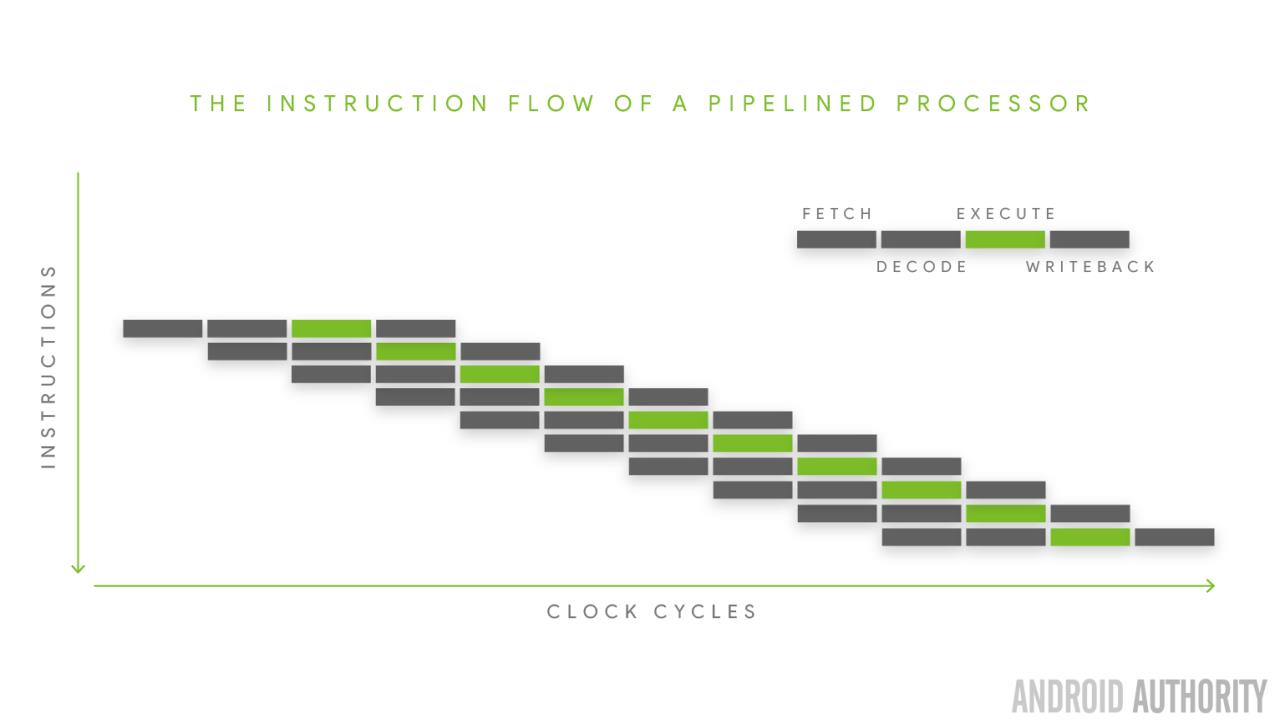 THE INSTRUCTION FLOW OF A PIPELINED PROCESSOR
FETCH EXECUTE
DECODE WRITEBACK
INSTRUCTIONS
CLOCK CYCLES
ANDROID AUTHORITY